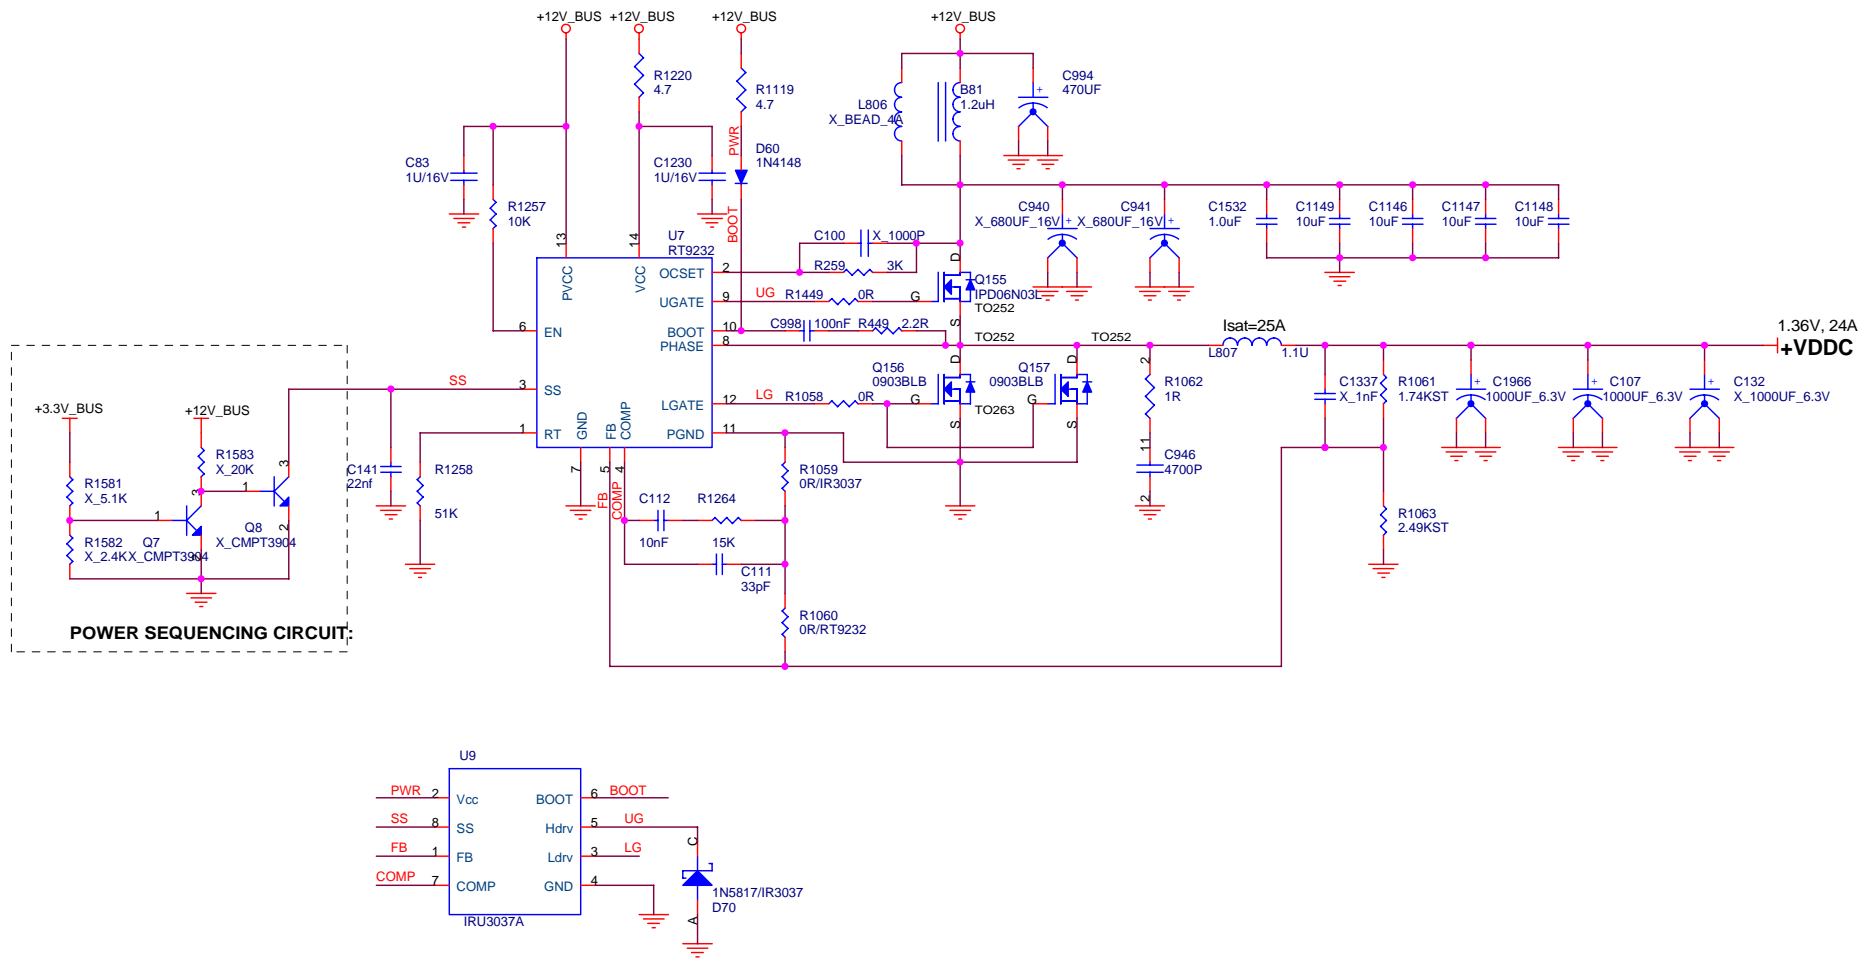 +12V_BUS
+12V_BUS
+12V_BUS
+12V_BUS
R1220
4.7
R1119
4.7
L806
X_BEAD_4A
B81
1.2uH
C994
470UF
+
PWR
C83
1U/16V
C1230
1U/16V
D60
1N4148
R1257
10K
BOOT
C940
X_680UF_16V
+
C941
X_680UF_16V
+
C1532
1.0uF
C1149
10uF
C1146
10uF
C1147
10uF
C1148
10uF
13
14
U7
RT9232
C100
X_1000P
PVCC
VCC
OCSET
2
R259
3K
D
Q155
IPD06N03L
TO252
UGATE
9
UG
R1449
0R
G
S
6
EN
BOOT
10
C998
100nF
R449
2.2R
PHASE
8
TO252
TO252
Isat=25A
L807
1.1U
1.36V, 24A
+VDDC
SS
3
SS
Q156
0903BLB
D
Q157
0903BLB
D
2
R1062
1R
C1337
X_1nF
R1061
1.74KST
+
C1966
1000UF_6.3V
+
C107
1000UF_6.3V
+
C132
X_1000UF_6.3V
LGATE
12
LG
R1058
0R
G
TO263
G
S
S
1
RT
GND
FB
COMP
PGND
11
11
C946
4700P
2
+3.3V_BUS
+12V_BUS
R1583
X_20K
3
C141
22nf
R1258
51K
7
5
4
FB
COMP
R1059
0R/IR3037
R1581
X_5.1K
1
3
1
2
Q8
X_CMPT3904
C112
10nF
R1264
15K
R1063
2.49KST
R1582
X_2.4K
Q7
X_CMPT3904
C111
33pF
R1060
0R/RT9232
POWER SEQUENCING CIRCUIT:
U9
PWR
2
Vcc
BOOT
6
BOOT
SS
8
SS
Hdrv
5
UG
FB
1
FB
Ldrv
3
LG
C
COMP
7
COMP
GND
4
1N5817/IR3037
D70
A
IRU3037A